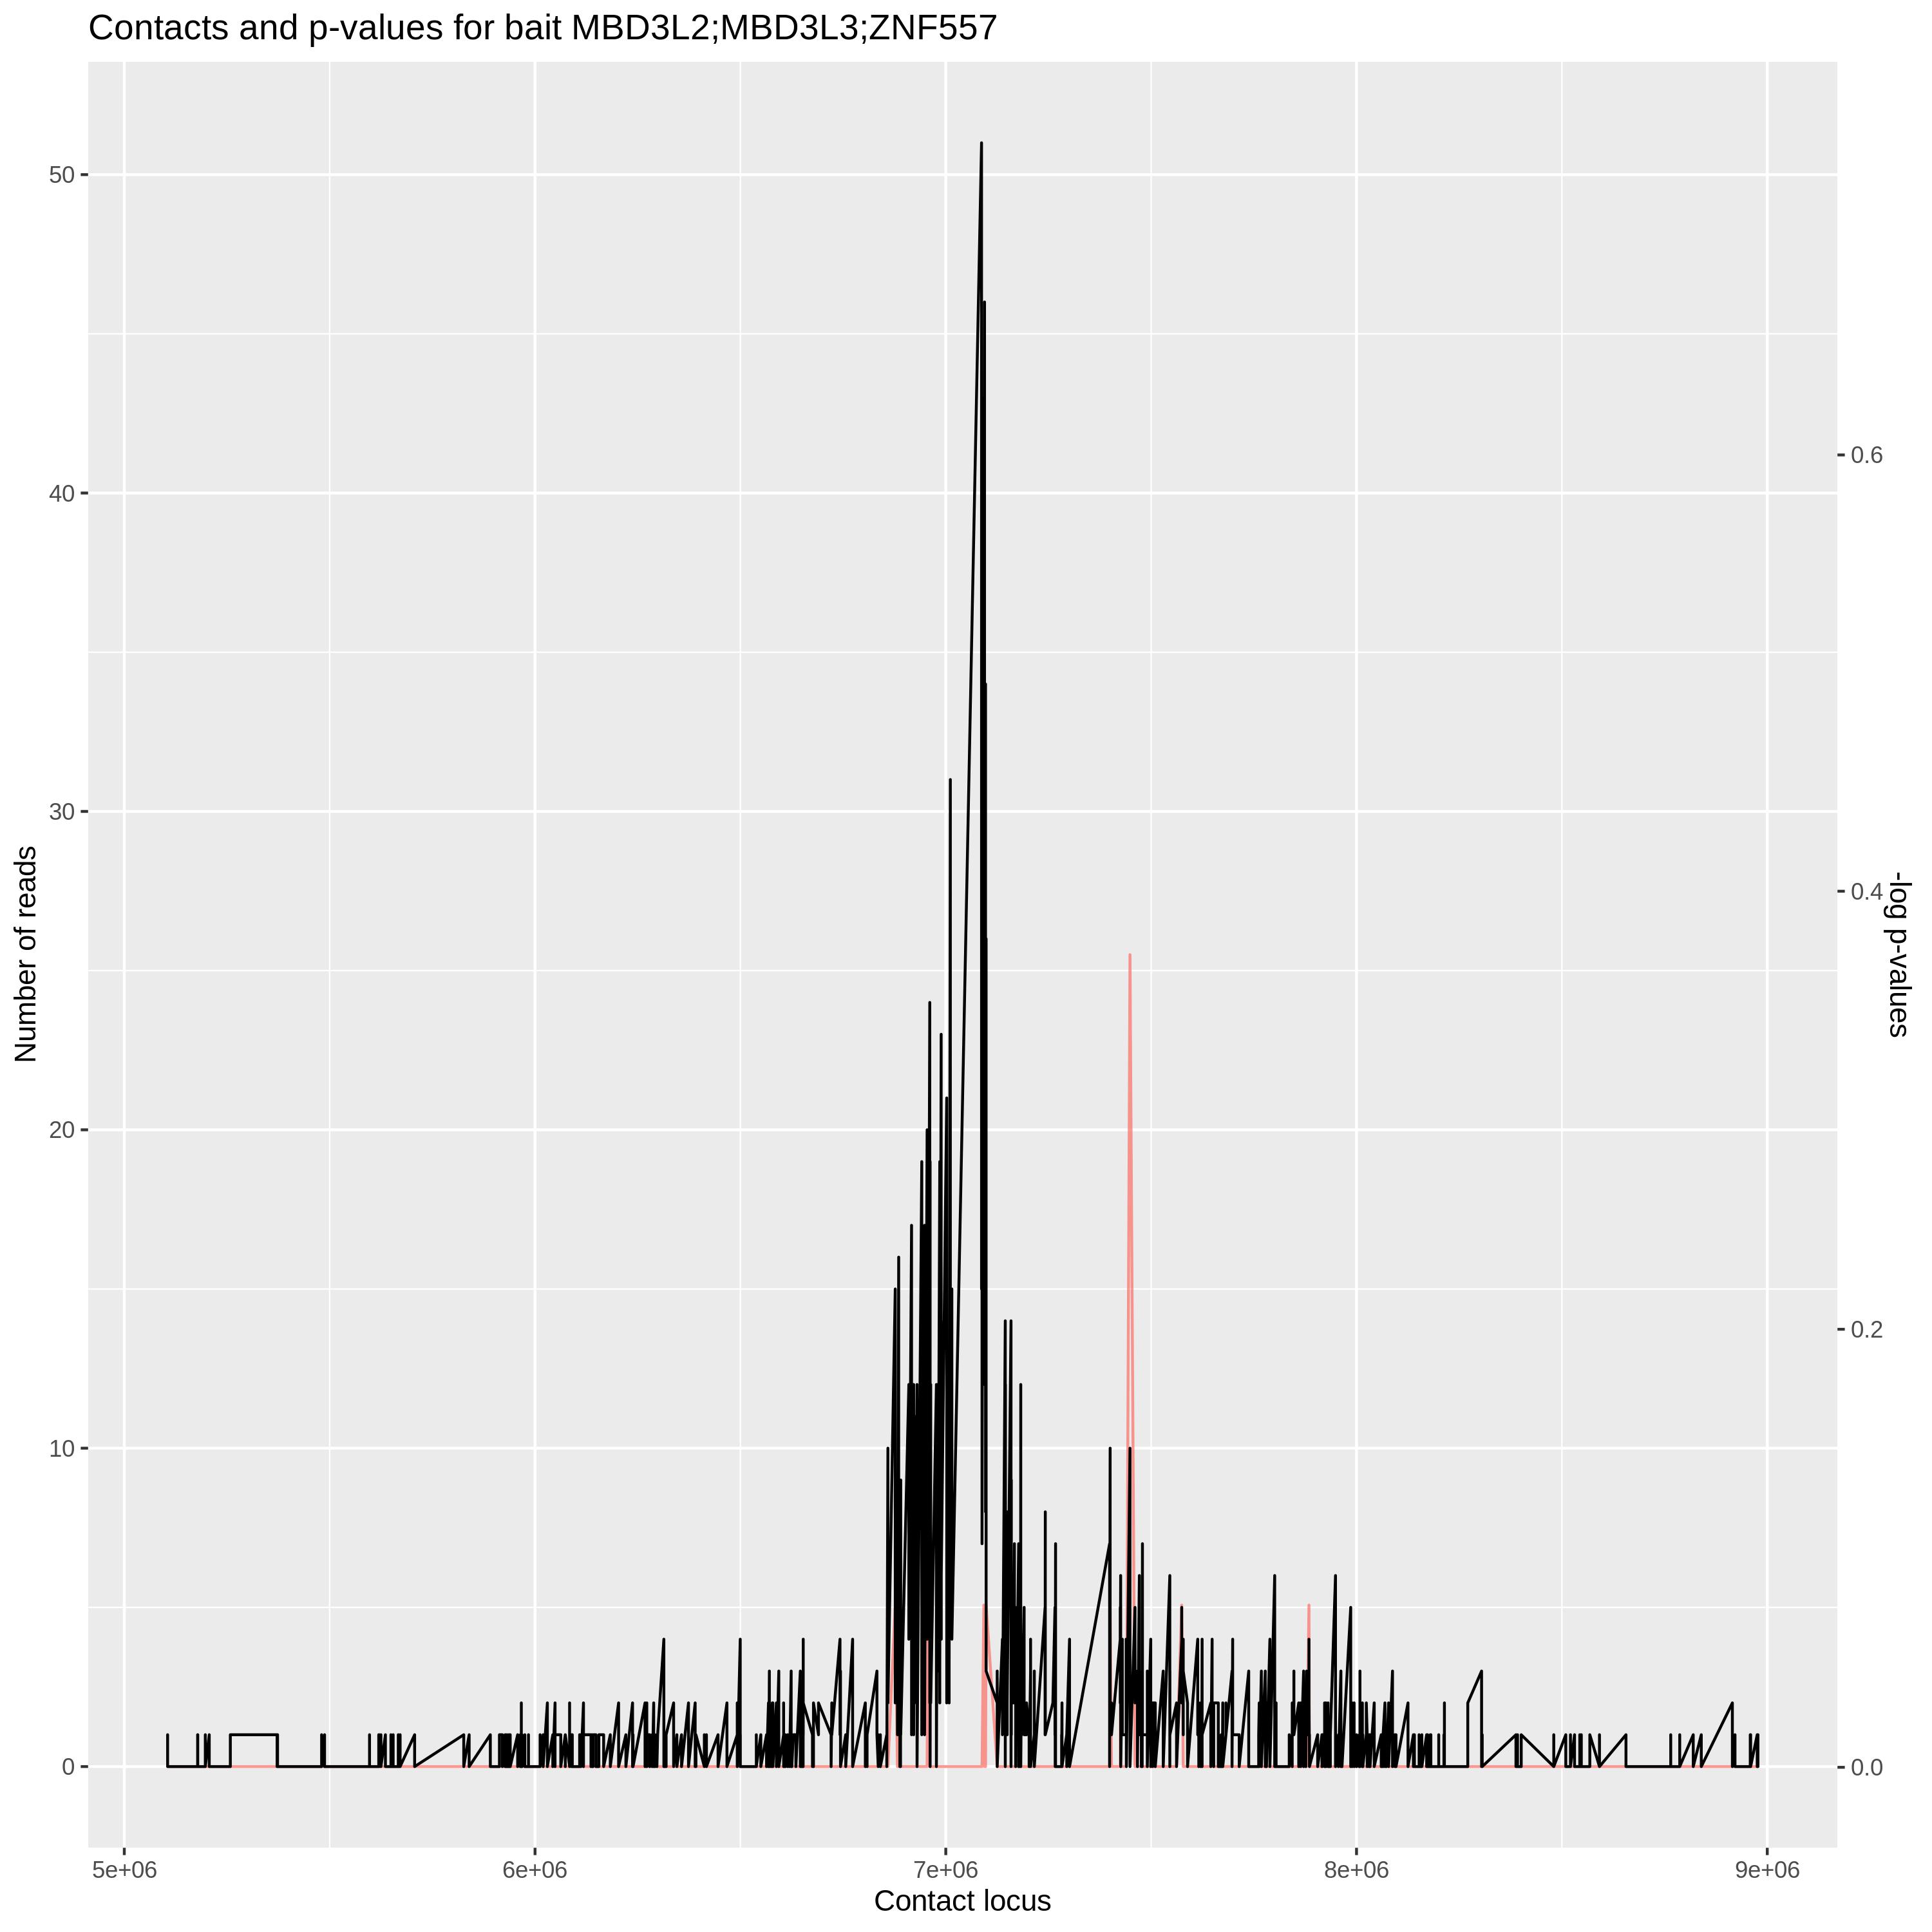 Contacts and p-values for bait MBD3L2;MBD3L3;ZNF557
50
40
30
20
10
0
Number of reads
0.6
0.4
0.2
0.0
-log p-values
5e+06
6e+06
7e+06
8e+06
9e+06
Contact locus